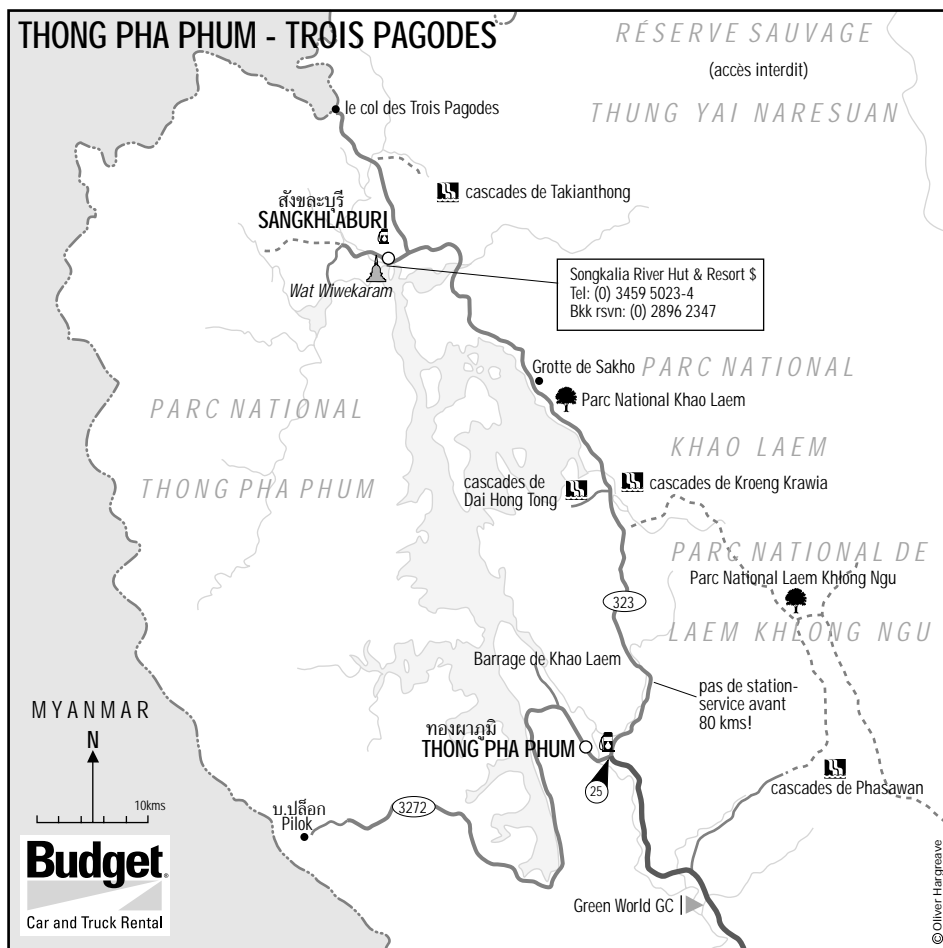 THONG PHA PHUM - TROIS PAGODES
RÉSERVE SAUVAGE
(accès interdit)
THUNG YAI NARESUAN
le col des Trois Pagodes
cascades de Takianthong
สังขละบุรี
SANGKHLABURI
Wat Wiwekaram
Songkalia River Hut & Resort $
Tel: (0) 3459 5023-4
Bkk rsvn: (0) 2896 2347
Grotte de Sakho
PARC NATIONAL
Parc National Khao Laem
KHAO LAEM
PARC NATIONAL
THONG PHA PHUM
cascades de
Dai Hong Tong
cascades de Kroeng Krawia
PARC NATIONAL DE
Parc National Laem Khlong Ngu
LAEM KHLONG NGU
323
Barrage de Khao Laem
pas de station-
service avant
80 kms!
MYANMAR
N
10kms
ทองผาภูมิ
THONG PHA PHUM
25
cascades de Phasawan
3272
บ.ปล็อก
Pilok
Budget®
Car and Truck Rental
Green World GC
©Oliver Hargreave